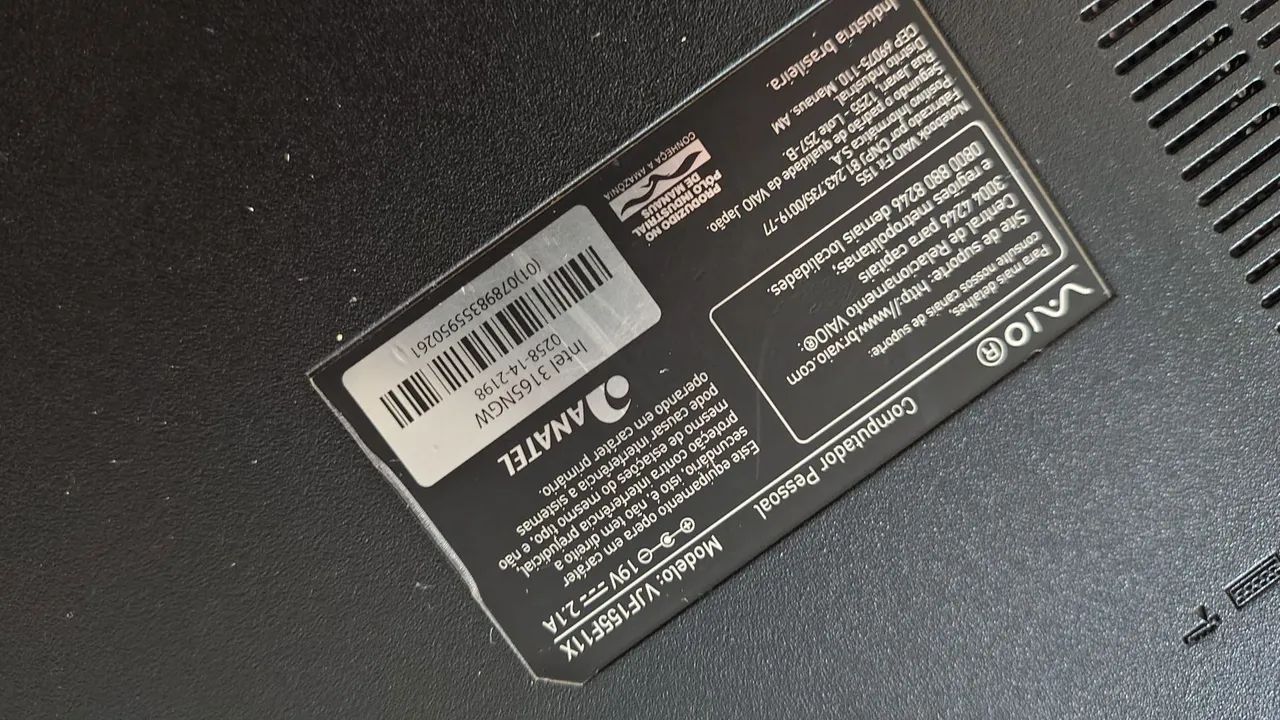 VAIO®
Computador Pessoal
Modelo: VJF155F11X
Para mais detalhes,
consulte nossos canais de suporte:
Site de suporte: http://www.br.vaio.com
Central de Relacionamento VAIO®:
3004 4246 para capitais
e regiões metropolitanas,
0800 880 8246 demais localidades.
19V 2.1A
Este equipamento opera em caráter
secundário, isto é, não tem direito a
proteção contra interferência prejudicial,
mesmo de estações do mesmo tipo, e não
pode causar interferência a sistemas
operando em caráter primário.
Notebook VAIO Fit 15S
Fabricado por CNPJ 81.243.735/0019-77
Positivo Informática S.A.
Segundo o padrão de qualidade da VAIO Japão.
Rua Javari, 1255 - Lote 257-B.
Distrito Industrial,
CEP 69075-110, Manaus, AM
Indústria brasileira.
PRODUZIDO NO
PÓLO INDUSTRIAL
DE MANAUS
CONHEÇA A AMAZÔNIA
ANATEL
Intel 3165NGW
0258-14-2198
(01)07898355950261